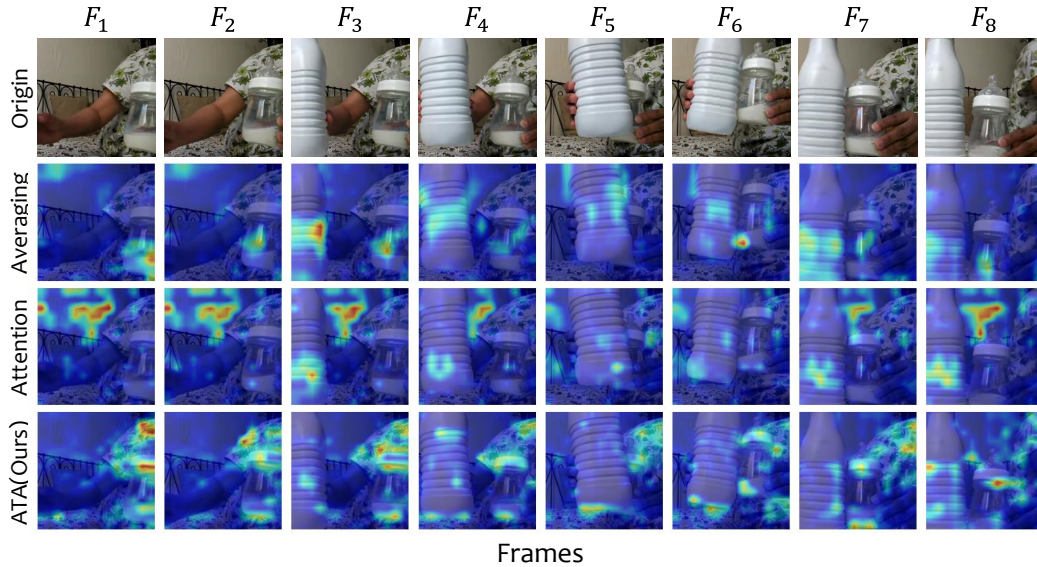 F₁ F₂ F₃ F₄ F₅ F₆ F₇ F₈
Origin
Averaging
Attention
ATA(Ours)
Frames